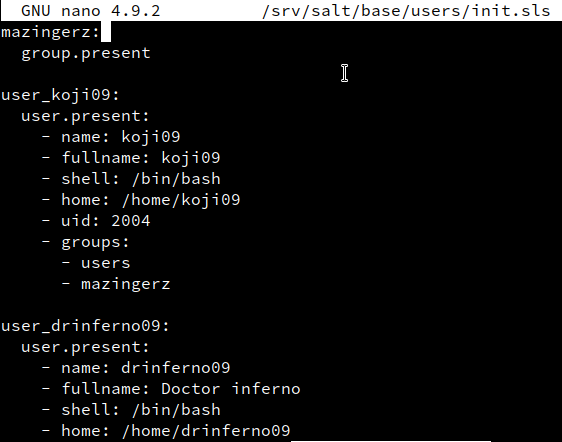 GNU nano 4.9.2 /srv/salt/base/users/init.sls
mazingerz:
  group.present

user_koji09:
  user.present:
    - name: koji09
    - fullname: koji09
    - shell: /bin/bash
    - home: /home/koji09
    - uid: 2004
    - groups:
      - users
      - mazingerz

user_drinferno09:
  user.present:
    - name: drinferno09
    - fullname: Doctor inferno
    - shell: /bin/bash
    - home: /home/drinferno09